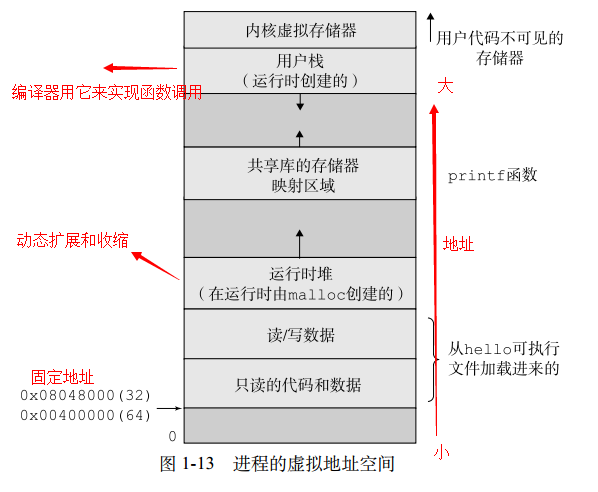 内核虚拟存储器
用户代码不可见的
存储器
用户栈
（运行时创建的）
大
编译器用它来实现函数调用
共享库的存储器
映射区域
printf函数
动态扩展和收缩
地址
运行时堆
（在运行时由malloc创建的）
读/写数据
从hello可执行
文件加载进来的
固定地址
只读的代码和数据
0x08048000(32)
0x00400000(64)
0
小
图 1-13 进程的虚拟地址空间